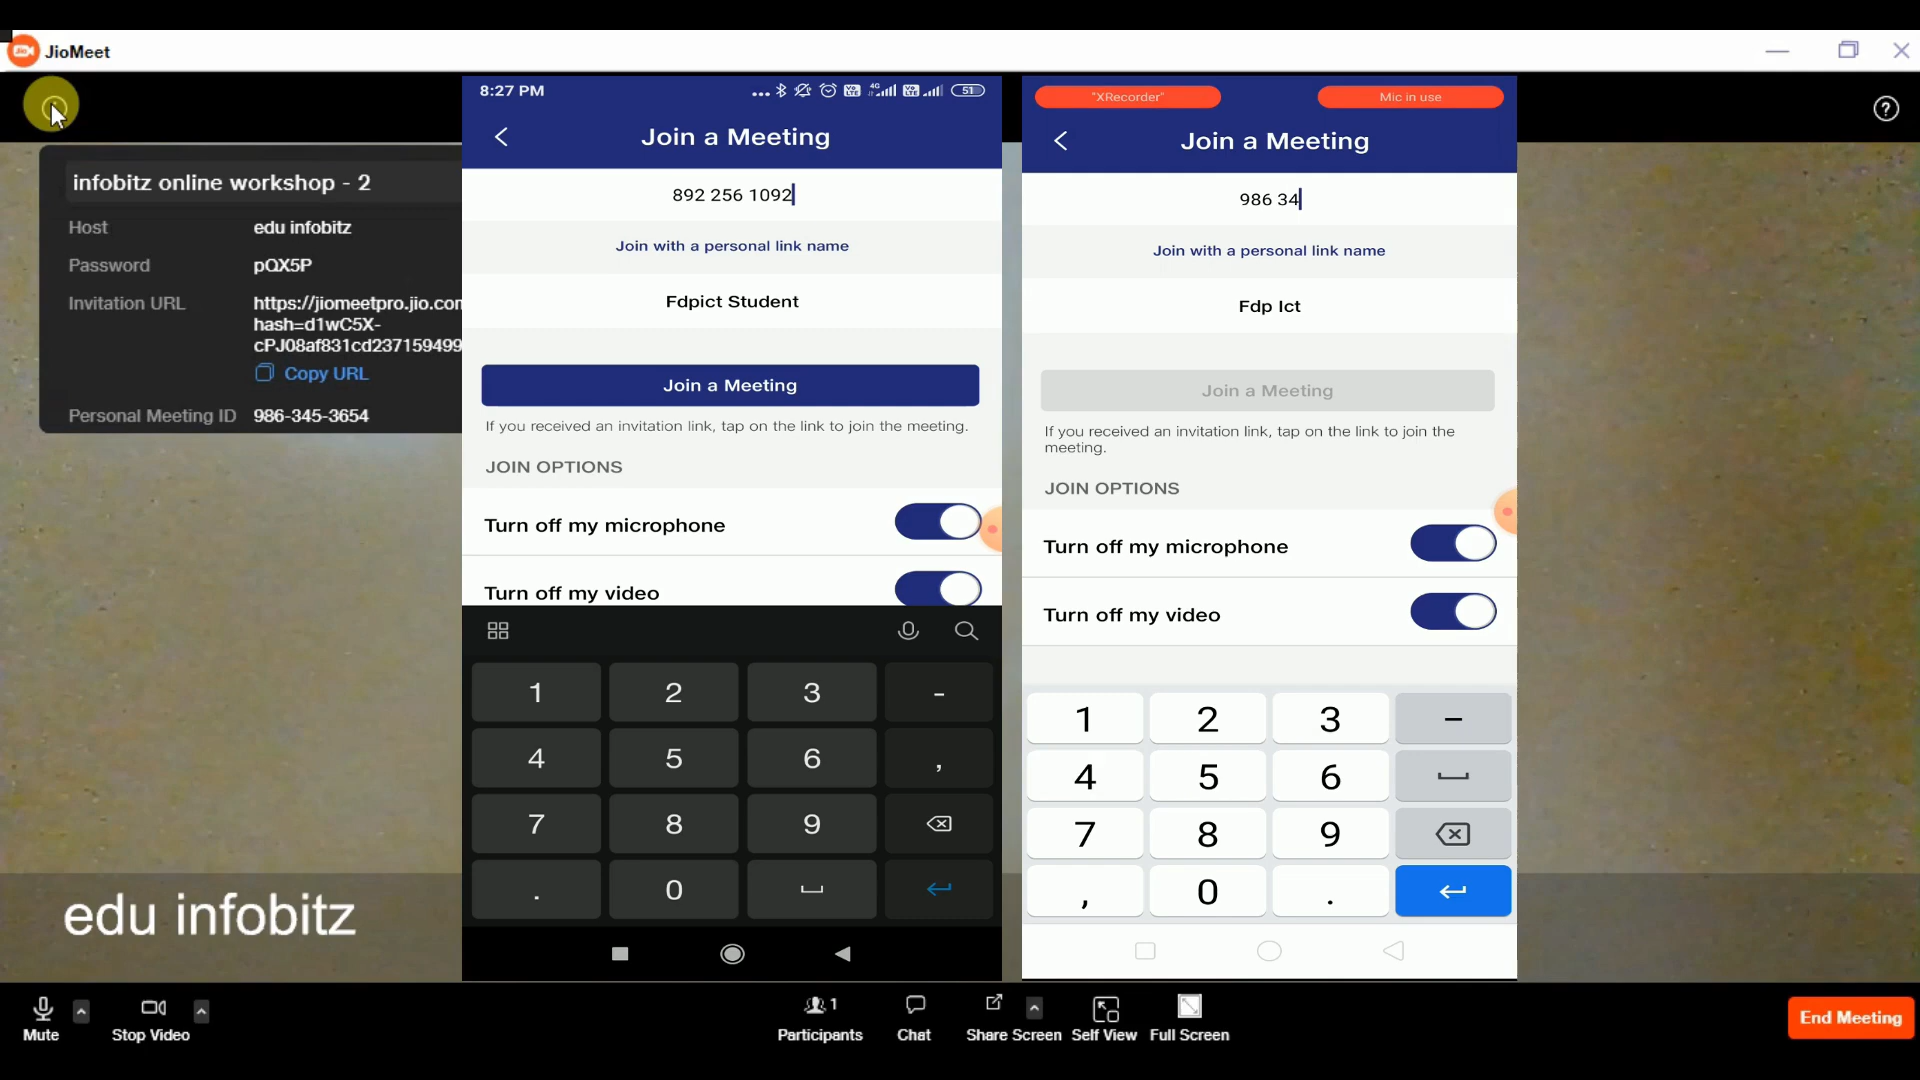 JioMeet
infobitz online workshop - 2
Host
edu infobitz
Password
pQX5P
Invitation URL
https://jiomeetpro.jio.com
hash=d1wC5X-
cPJ08af831cd237159499
Copy URL
Personal Meeting ID
986-345-3654
edu infobitz
8:27 PM
4G
Vo
LTE
51
Join a Meeting
892 256 1092
Join with a personal link name
Fdpict Student
Join a Meeting
If you received an invitation link, tap on the link to join the meeting.
JOIN OPTIONS
Turn off my microphone
Turn off my video
1 2 3 -
4 5 6 ,
7 8 9
. 0
"XRecorder"
Mic in use
Join a Meeting
986 34
Join with a personal link name
Fdp Ict
Join a Meeting
If you received an invitation link, tap on the link to join the
meeting.
JOIN OPTIONS
Turn off my microphone
Turn off my video
1 2 3 -
4 5 6
7 8 9
, 0 .
?
Mute
Stop Video
1
Participants
Chat
Share Screen
Self View
Full Screen
End Meeting